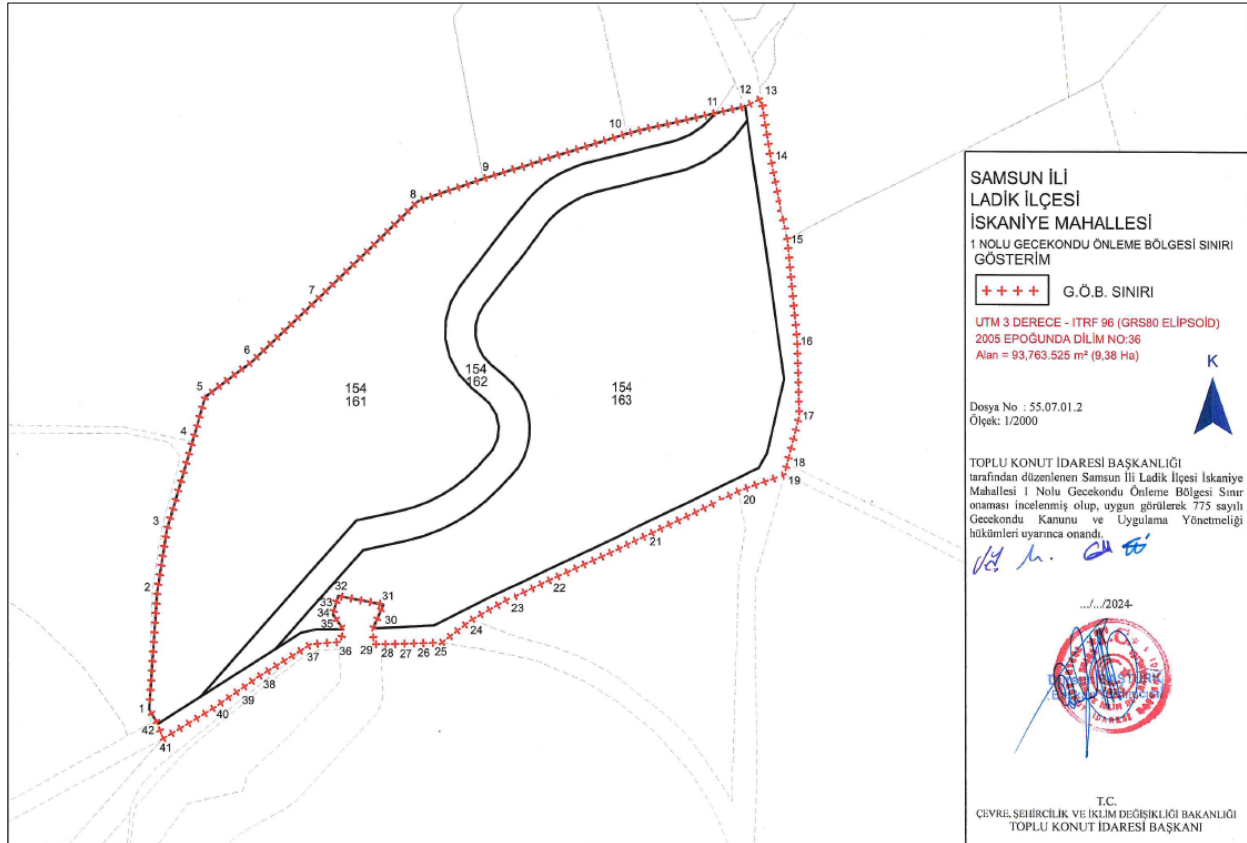 12
13
11
10
14
9
8
15
7
16
6
5
154
161
154
162
154
163
17
4
18
19
20
3
21
2
22
32
33
31
23
34
30
24
35
36
29
28
27
26
25
37
38
39
1
40
42
41
SAMSUN İLİ
LADİK İLÇESİ
İSKANİYE MAHALLESİ
1 NOLU GECEKONDU ÖNLEME BÖLGESİ SINIRI
GÖSTERİM
++++ G.Ö.B. SINIRI
UTM 3 DERECE - ITRF 96 (GRS80 ELİPSOİD)
2005 EPOĞUNDA DİLİM NO:36
Alan = 93,763.525 m² (9,38 Ha)
K
Dosya No : 55.07.01.2
Ölçek: 1/2000
TOPLU KONUT İDARESİ BAŞKANLIĞI
tarafından düzenlenen Samsun İli Ladik İlçesi İskaniye
Mahallesi 1 Nolu Gecekondu Önleme Bölgesi Sınır
onaması incelenmiş olup, uygun görülerek 775 sayılı
Gecekondu Kanunu ve Uygulama Yönetmeliği
hükümleri uyarınca onandı.
.../.../2024
T.C.
ÇEVRE, ŞEHİRCİLİK VE İKLİM DEĞİŞİKLİĞİ BAKANLIĞI
TOPLU KONUT İDARESİ BAŞKANI